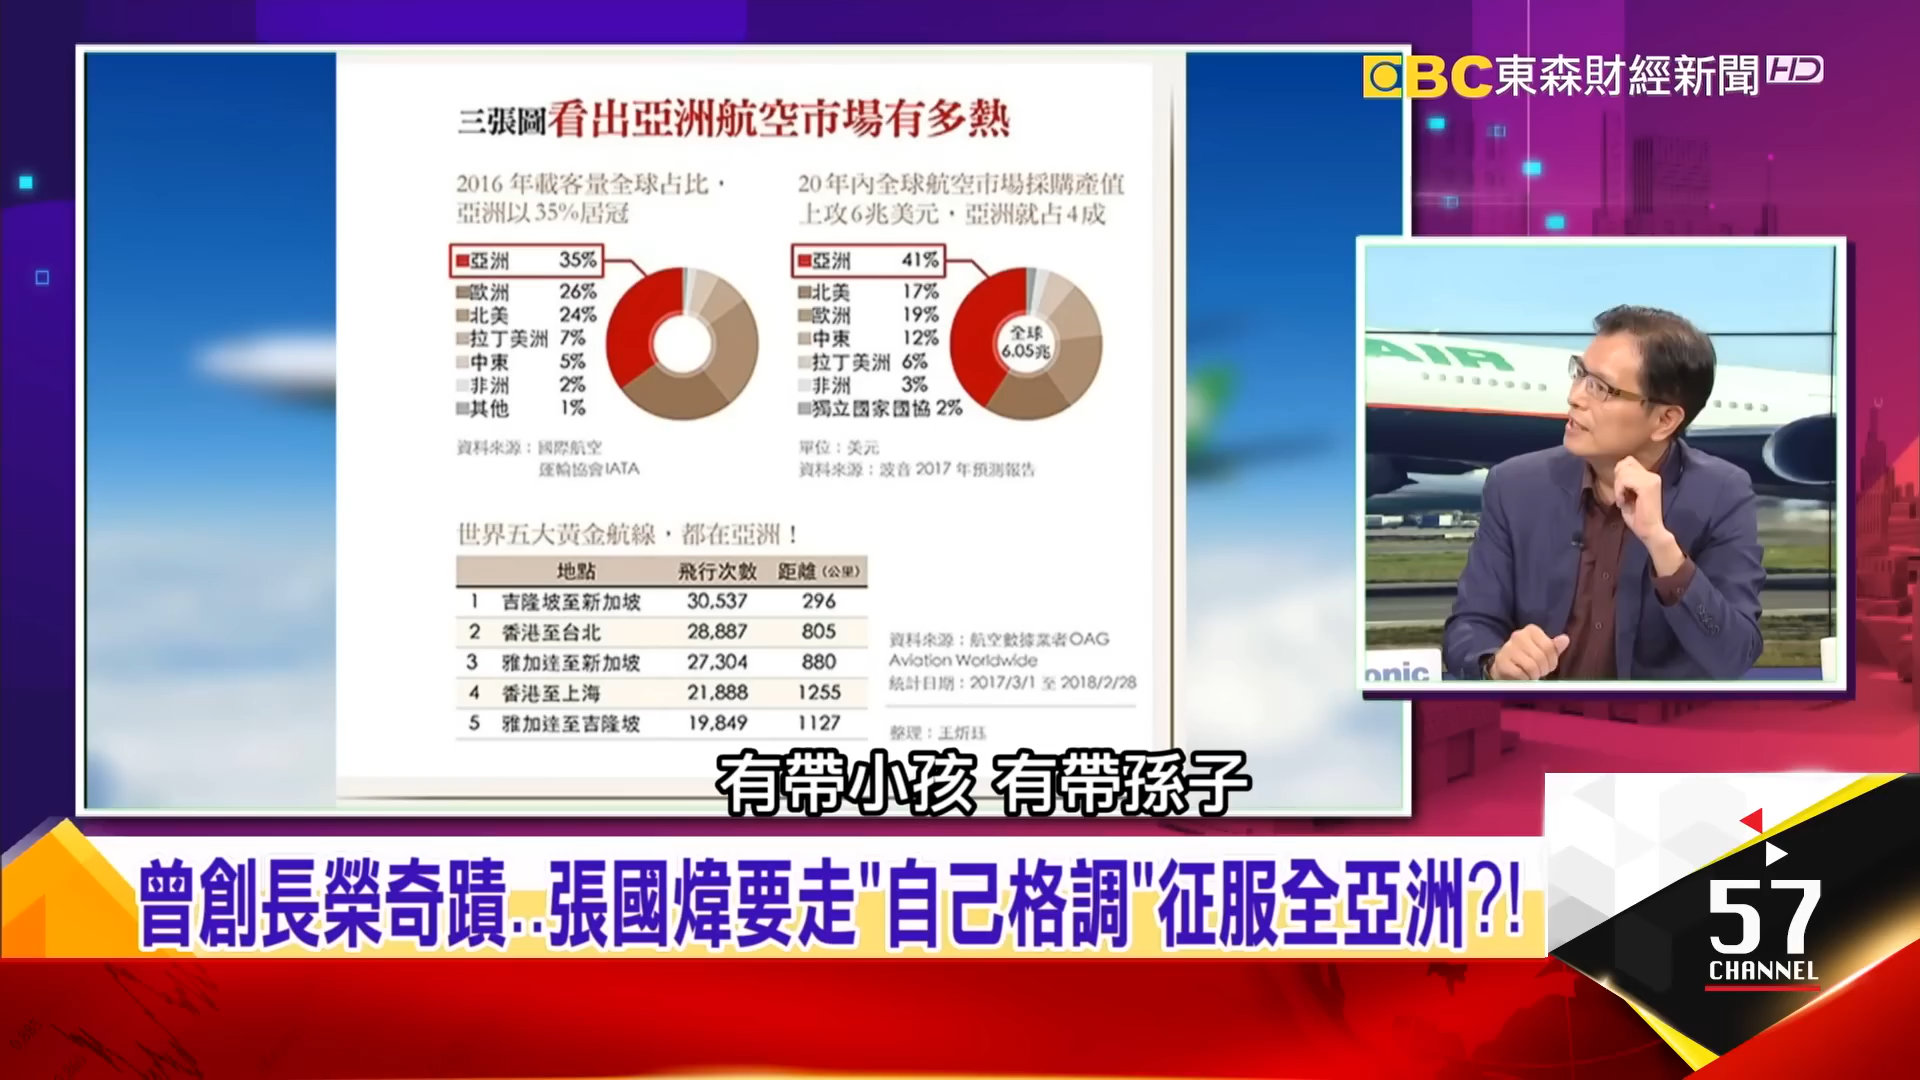 EBC東森財經新聞HD
三張圖看出亞洲航空市場有多熱
2016年載客量全球占比，
亞洲以35%居冠
亞洲 35%
歐洲 26%
北美 24%
拉丁美洲 7%
中東 5%
非洲 2%
其他 1%
資料來源：國際航空
運輸協會IATA
20年內全球航空市場採購產值
上攻6兆美元，亞洲就占4成
亞洲 41%
北美 17%
歐洲 19%
中東 12%
拉丁美洲 6%
非洲 3%
獨立國家國協 2%
全球
6.05兆
單位：美元
資料來源：波音 2017 年預測報告
世界五大黃金航線，都在亞洲！
地點 飛行次數 距離（公里）
1 吉隆坡至新加坡 30,537 296
2 香港至台北 28,887 805
3 雅加達至新加坡 27,304 880
4 香港至上海 21,888 1255
5 雅加達至吉隆坡 19,849 1127
資料來源：航空數據業者OAG
Aviation Worldwide
統計日期：2017/3/1 至 2018/2/28
整理：王炘珏
AIR
onic
有帶小孩 有帶孫子
曾創長榮奇蹟..張國煒要走"自己格調"征服全亞洲?!
57
CHANNEL